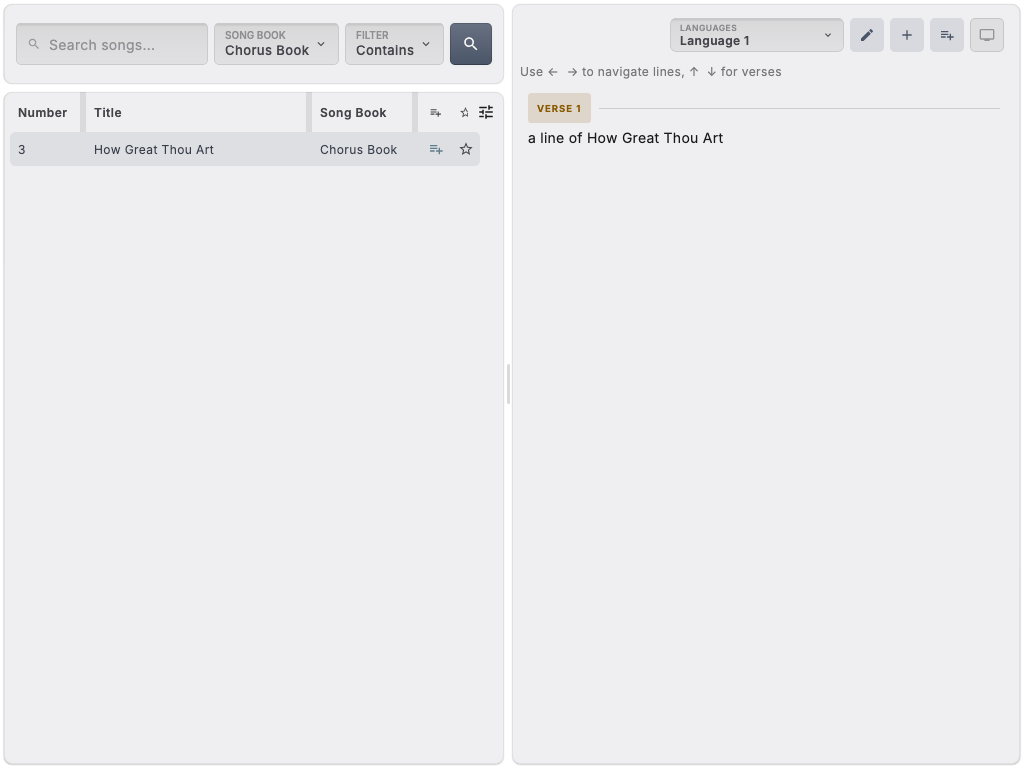 Search songs...
SONG BOOK
Chorus Book
FILTER
Contains
Number Title Song Book
3 How Great Thou Art Chorus Book
LANGUAGES
Language 1
Use ← → to navigate lines, ↑ ↓ for verses
VERSE 1
a line of How Great Thou Art